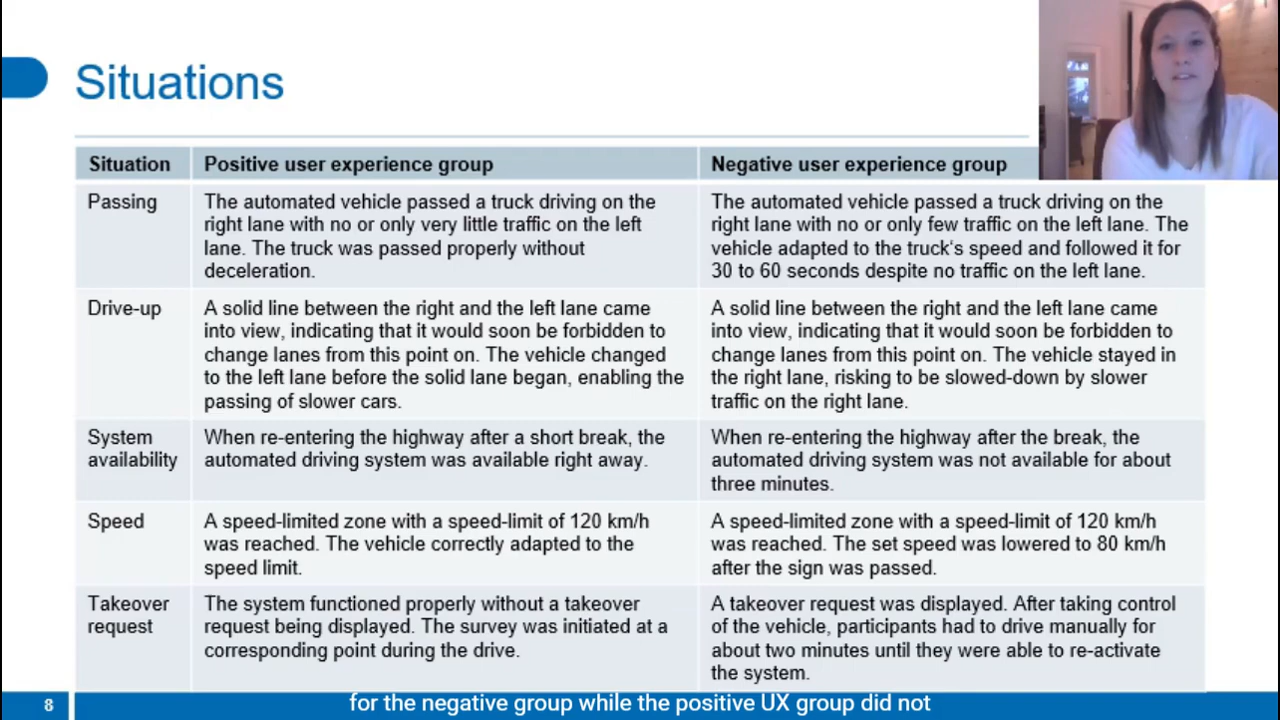 Situations
Situation
Positive user experience group
Negative user experience group
Passing
The automated vehicle passed a truck driving on the
right lane with no or only very little traffic on the left
lane. The truck was passed properly without
deceleration.
The automated vehicle passed a truck driving on the
right lane with no or only few traffic on the left lane. The
vehicle adapted to the truck‘s speed and followed it for
30 to 60 seconds despite no traffic on the left lane.
Drive-up
A solid line between the right and the left lane came
into view, indicating that it would soon be forbidden to
change lanes from this point on. The vehicle changed
to the left lane before the solid lane began, enabling the
passing of slower cars.
A solid line between the right and the left lane came
into view, indicating that it would soon be forbidden to
change lanes from this point on. The vehicle stayed in
the right lane, risking to be slowed-down by slower
traffic on the right lane.
System
availability
When re-entering the highway after a short break, the
automated driving system was available right away.
When re-entering the highway after the break, the
automated driving system was not available for about
three minutes.
Speed
A speed-limited zone with a speed-limit of 120 km/h
was reached. The vehicle correctly adapted to the
speed limit.
A speed-limited zone with a speed-limit of 120 km/h
was reached. The set speed was lowered to 80 km/h
after the sign was passed.
Takeover
request
The system functioned properly without a takeover
request being displayed. The survey was initiated at a
corresponding point during the drive.
A takeover request was displayed. After taking control
of the vehicle, participants had to drive manually for
about two minutes until they were able to re-activate
the system.
8
for the negative group while the positive UX group did not